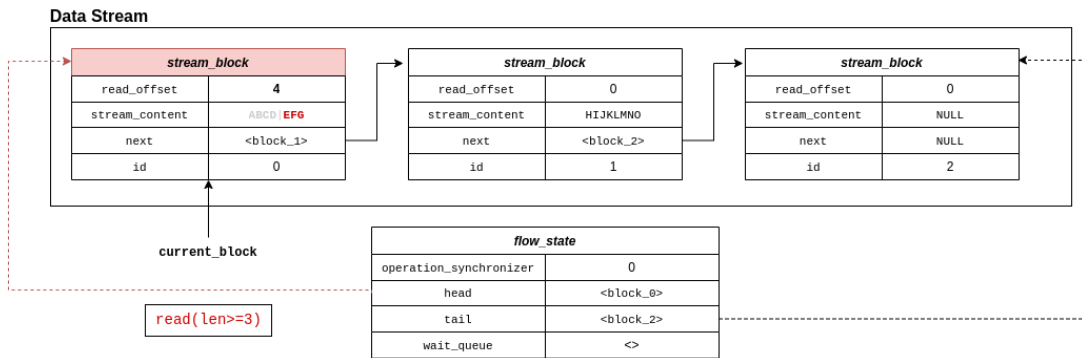 Data Stream
stream_block stream_block stream_block
read_offset 4 read_offset 0 read_offset 0
stream_content ABCD|EFG stream_content HIJKLMNO stream_content NULL
next <block_1> next <block_2> next NULL
id 0 id 1 id 2
current_block
flow_state
operation_synchronizer 0
head <block_0>
tail <block_2>
wait_queue <>
read(len>=3)